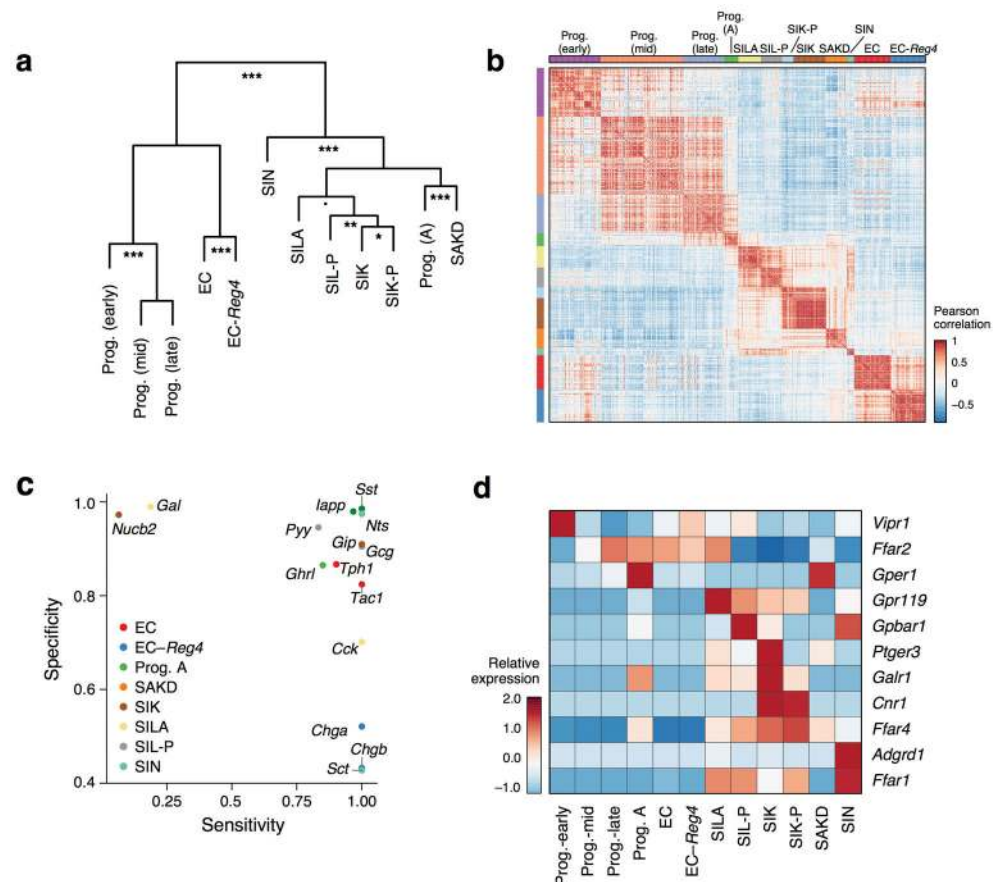 a
***
***
SIN
***
***
SILA
.
**
*
***
SIL-P
SIK
SIK-P
Prog. (A)
SAKD
EC
EC-Reg4
Prog. (early)
Prog. (mid)
Prog. (late)
b
Prog. (early)
Prog. (mid)
Prog. (late)
Prog. (A)
SILA
SIL-P
SIK-P
SIK
SAKD
SIN
EC
EC-Reg4
Pearson
correlation
1
0.5
0
−0.5
c
Specificity
1.0
0.8
0.6
0.4
0.25
0.5
0.75
1.00
Sensitivity
Nucb2
Gal
Sst
Iapp
Nts
Pyy
Gip
Gcg
Ghrl
Tph1
Tac1
Cck
Chga
Chgb
Sct
EC
EC–Reg4
Prog. A
SAKD
SIK
SILA
SIL-P
SIN
d
Vipr1
Ffar2
Gper1
Gpr119
Gpbar1
Ptger3
Galr1
Cnr1
Ffar4
Adgrd1
Ffar1
Relative
expression
2.0
1.0
0.0
−1.0
Prog.-early
Prog.-mid
Prog.-late
Prog. A
EC
EC–Reg4
SILA
SIL-P
SIK
SIK-P
SAKD
SIN